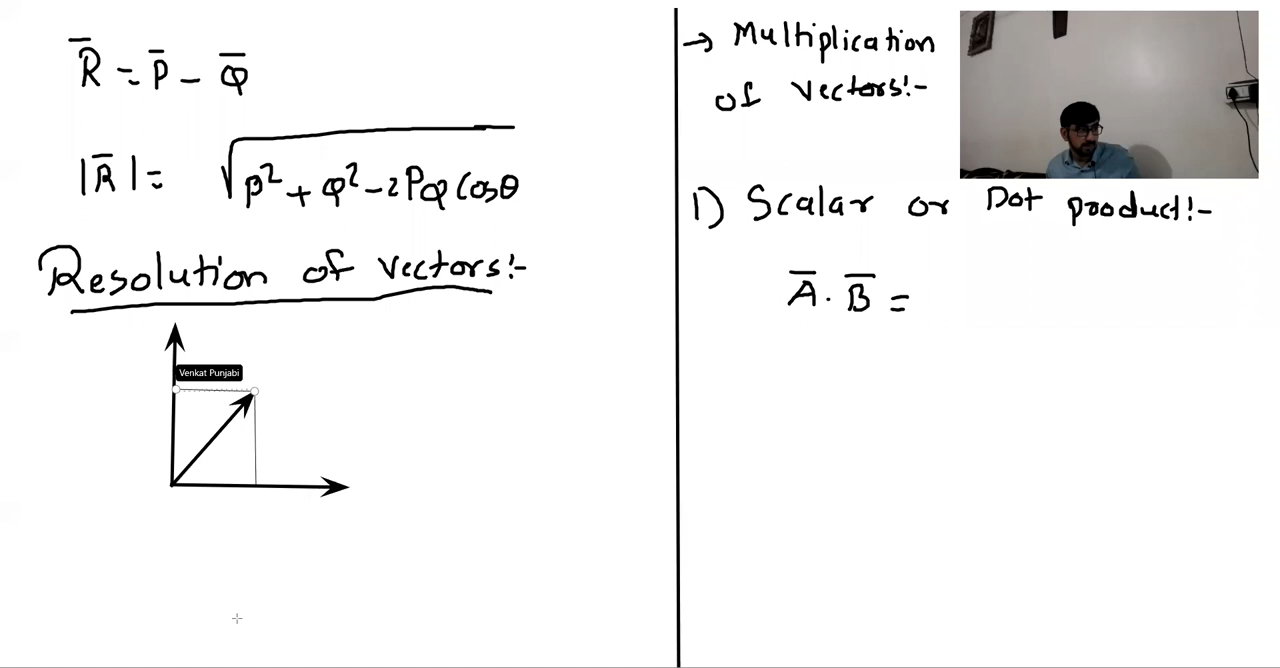 R̅ = P̅ - Q̅
|R̅| = √P² + Q² - 2PQ Cosθ
Resolution of vectors:-
Venkat Punjabi
→ Multiplication
of vectors:-
1) Scalar or Dot product:-
A̅ . B̅ =